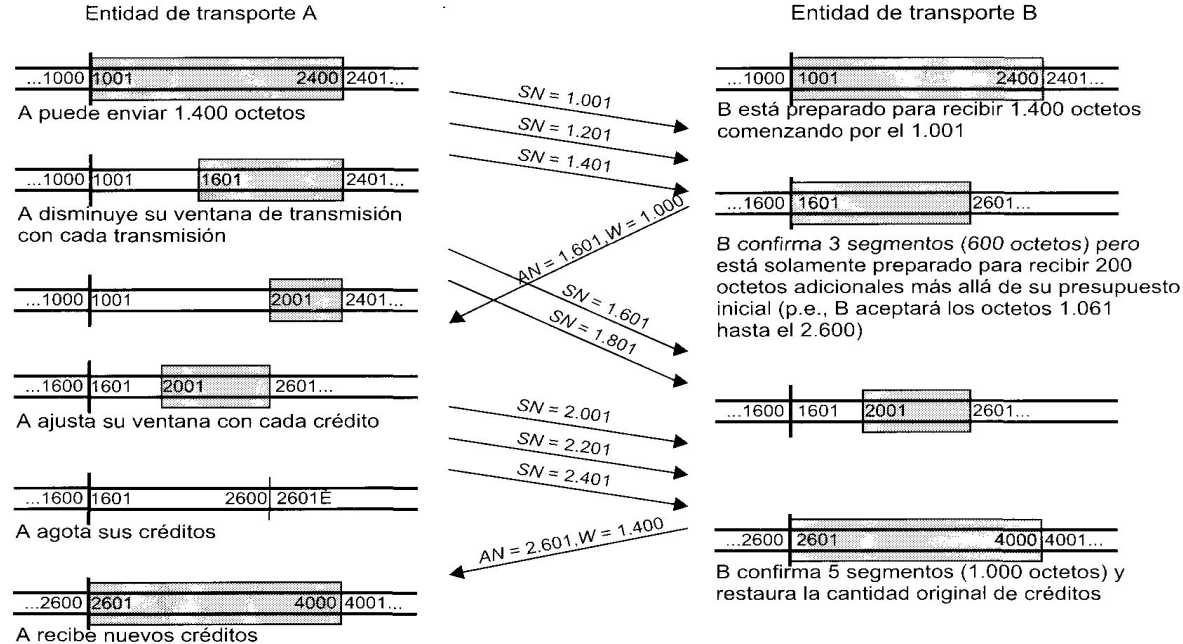 Entidad de transporte A
Entidad de transporte B
...1000 1001 2400 2401...
A puede enviar 1.400 octetos
SN = 1.001
SN = 1.201
SN = 1.401
...1000 1001 2400 2401...
B está preparado para recibir 1.400 octetos
comenzando por el 1.001
...1000 1001 1601 2401...
A disminuye su ventana de transmisión
con cada transmisión
AN = 1.601, W = 1.000
...1600 1601 2601...
B confirma 3 segmentos (600 octetos) pero
está solamente preparado para recibir 200
octetos adicionales más allá de su presupuesto
inicial (p.e., B aceptará los octetos 1.061
hasta el 2.600)
...1000 1001 2001 2401...
SN = 1.601
SN = 1.801
...1600 1601 2001 2601...
A ajusta su ventana con cada crédito
...1600 1601 2001 2601...
SN = 2.001
SN = 2.201
SN = 2.401
...1600 1601 2600 2601É
A agota sus créditos
AN = 2.601, W = 1.400
...2600 2601 4000 4001...
B confirma 5 segmentos (1.000 octetos) y
restaura la cantidad original de créditos
...2600 2601 4000 4001...
A recibe nuevos créditos